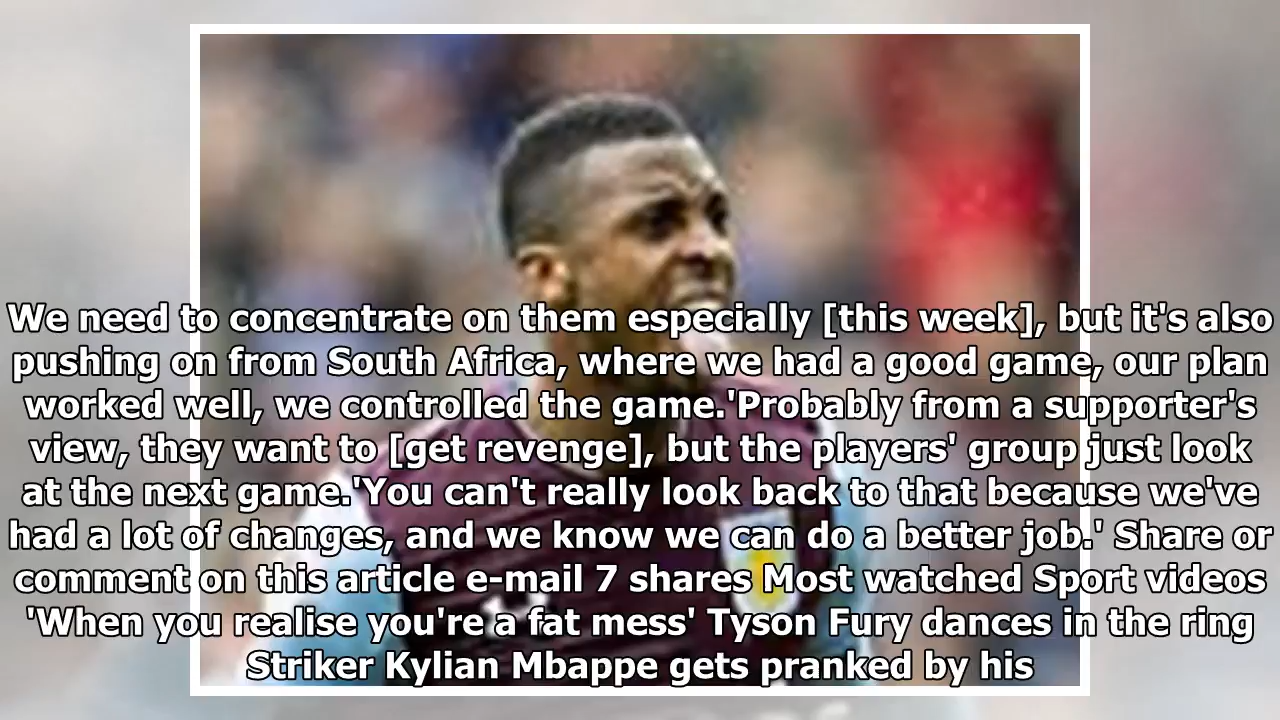 We need to concentrate on them especially [this week], but it's also
pushing on from South Africa, where we had a good game, our plan
worked well, we controlled the game.'Probably from a supporter's
view, they want to [get revenge], but the players' group just look
at the next game.'You can't really look back to that because we've
had a lot of changes, and we know we can do a better job.' Share or
comment on this article e-mail 7 shares Most watched Sport videos
'When you realise you're a fat mess' Tyson Fury dances in the ring
Striker Kylian Mbappe gets pranked by his